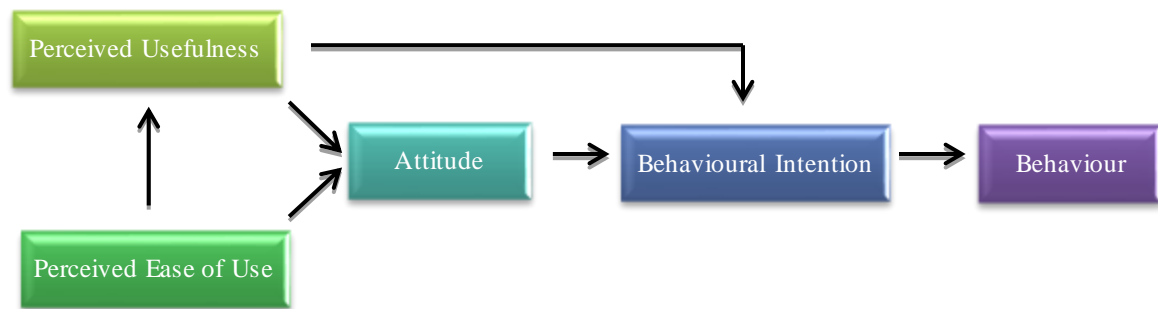 Perceived Usefulness
Attitude
Behavioural Intention
Behaviour
Perceived Ease of Use